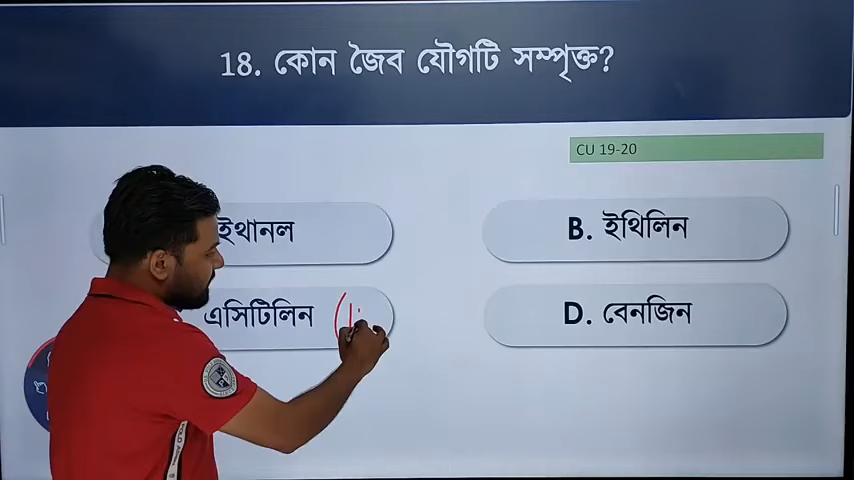 18. কোন জৈব যৌগটি সম্পৃক্ত?
CU 19-20
ইথানল
B. ইথিলিন
এসিটিলিন
D. বেনজিন